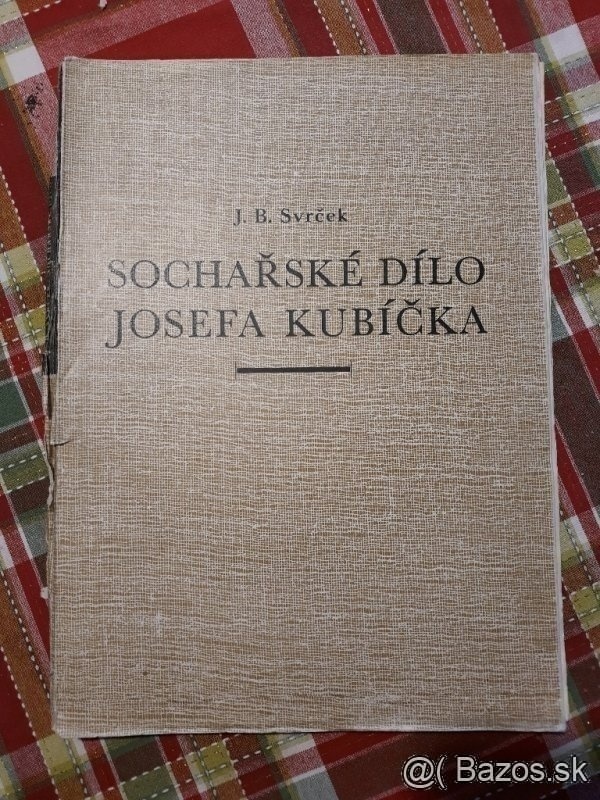 J. B. Svrček
SOCHAŘSKÉ DÍLO
JOSEFA KUBÍČKA
@( Bazos.sk